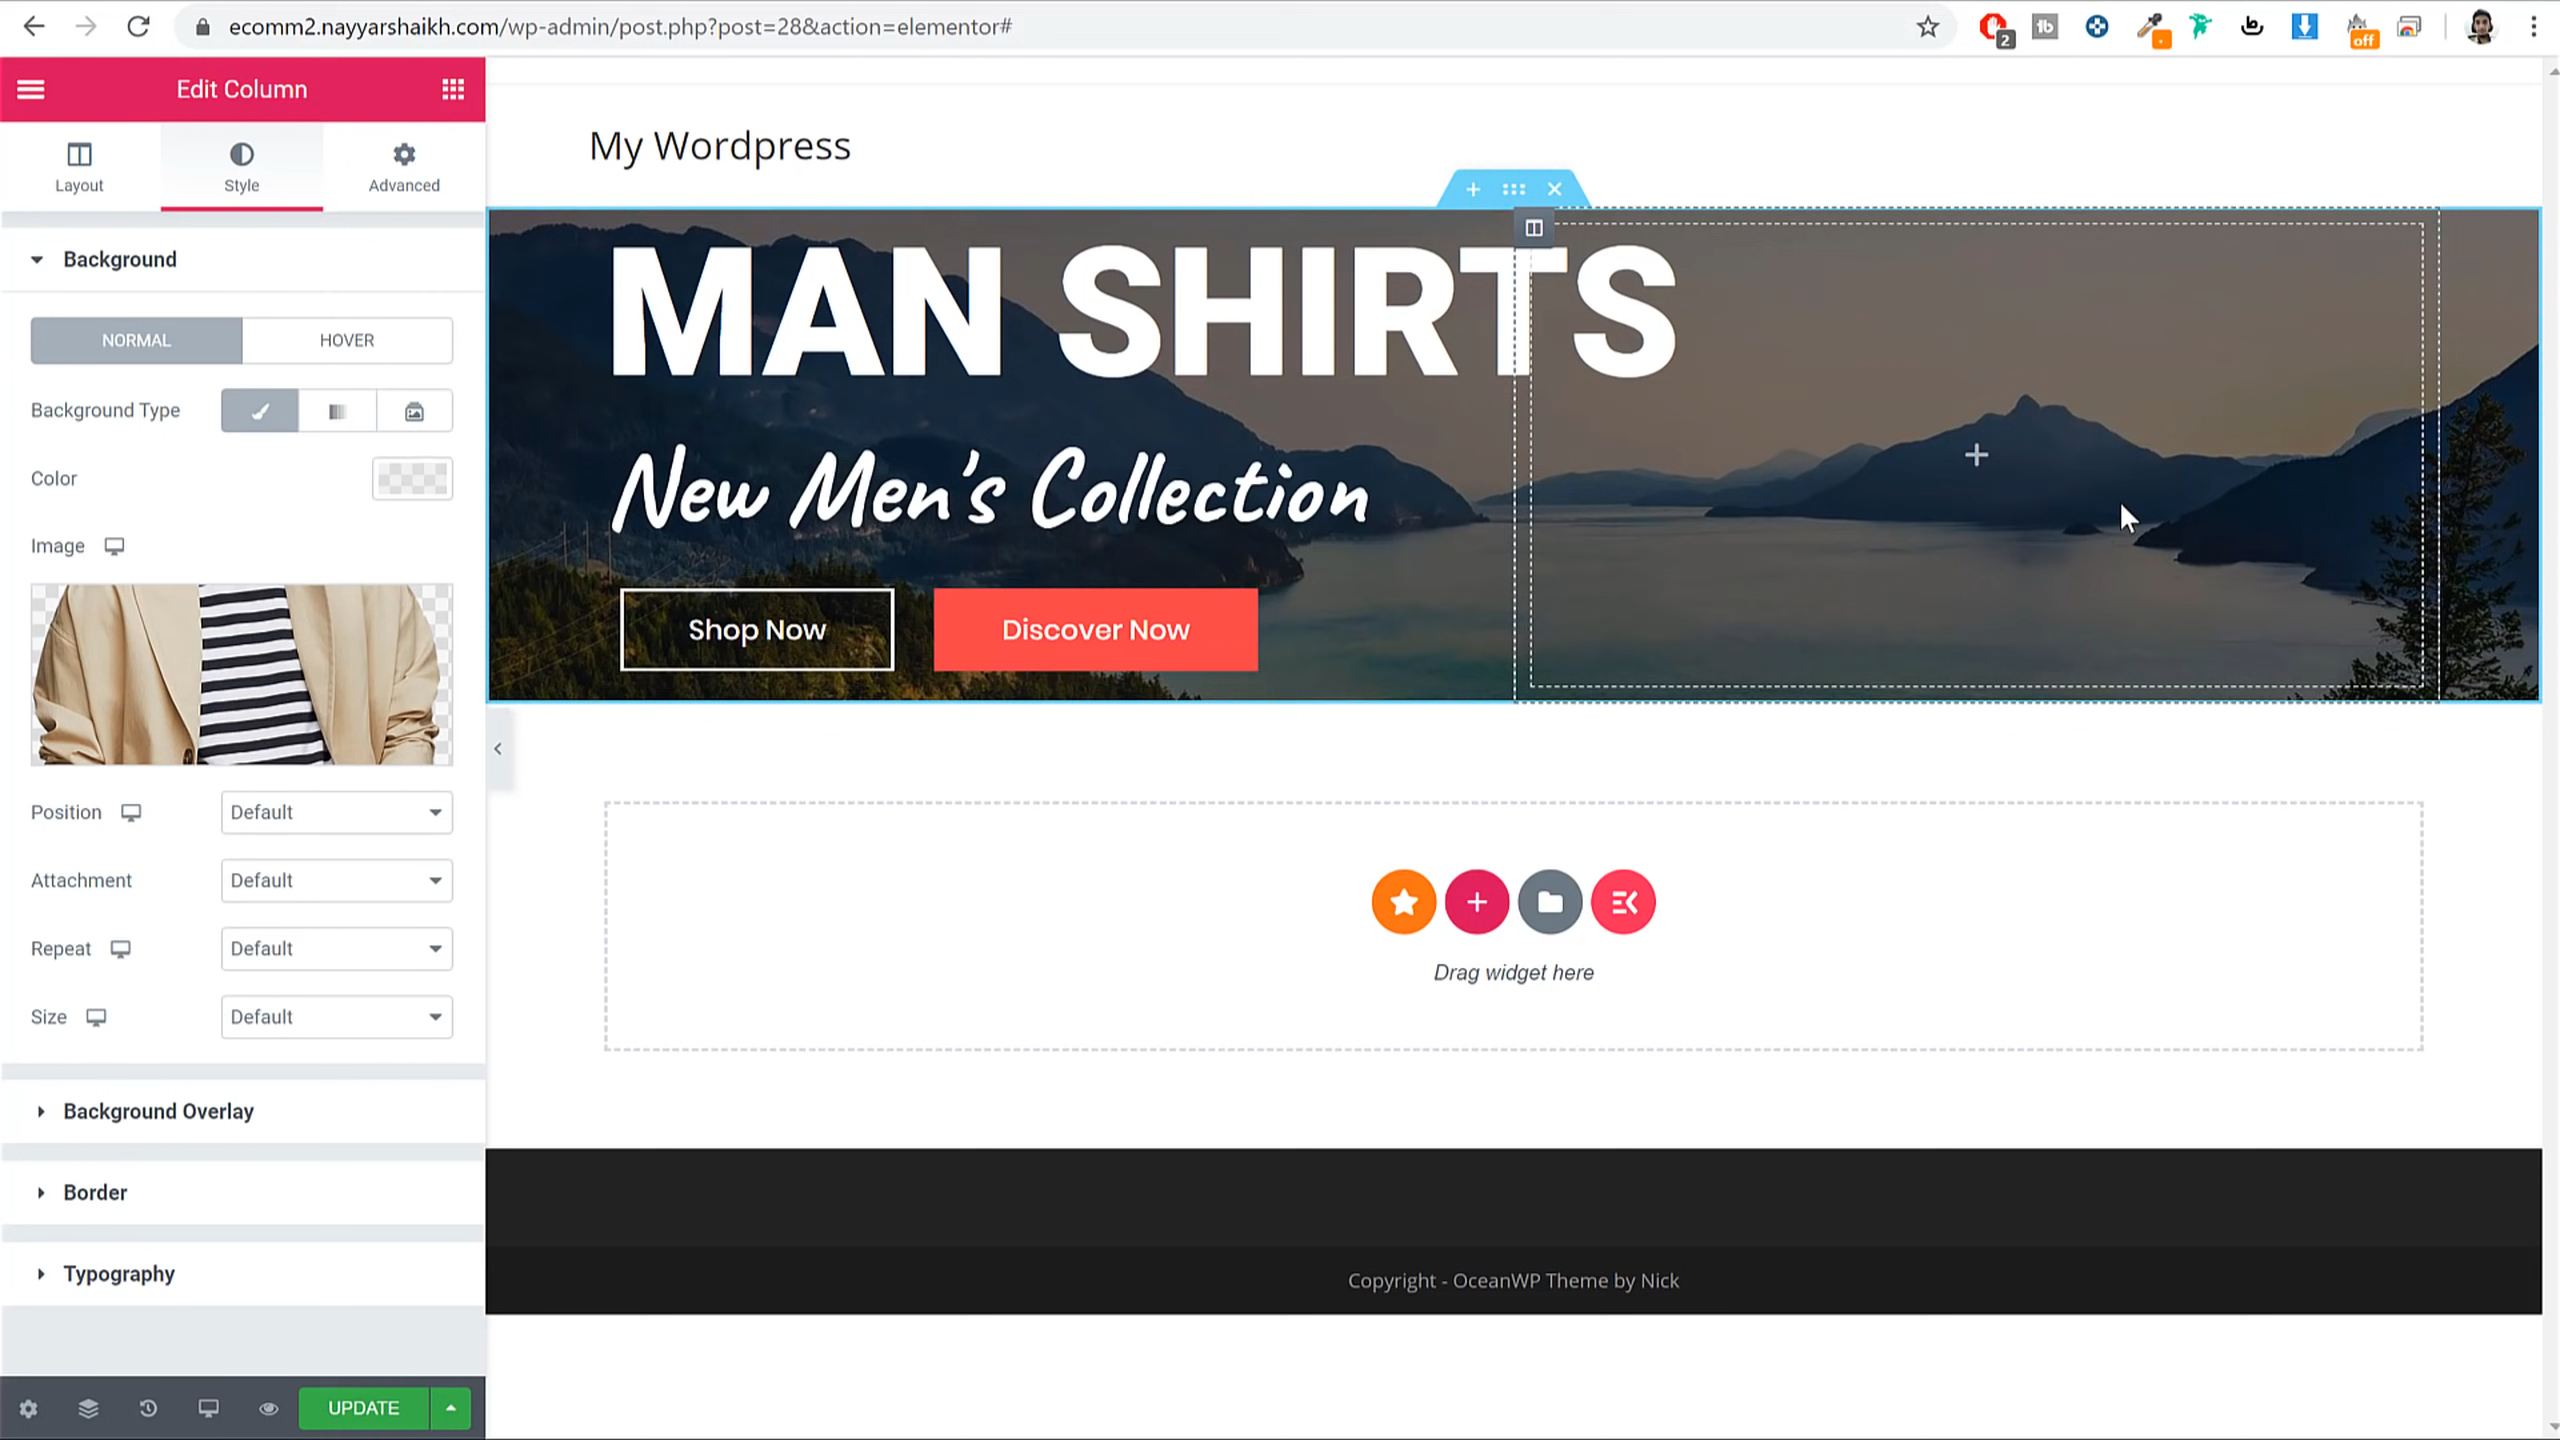 ecomm2.nayyarshaikh.com/wp-admin/post.php?post=28&action=elementor#
2
off
Edit Column
Layout
Style
Advanced
Background
NORMAL
HOVER
Background Type
Color
Image
Position
Default
Attachment
Default
Repeat
Default
Size
Default
Background Overlay
Border
Typography
UPDATE
My Wordpress
MAN SHIRTS
New Men's Collection
Shop Now
Discover Now
Drag widget here
Copyright - OceanWP Theme by Nick